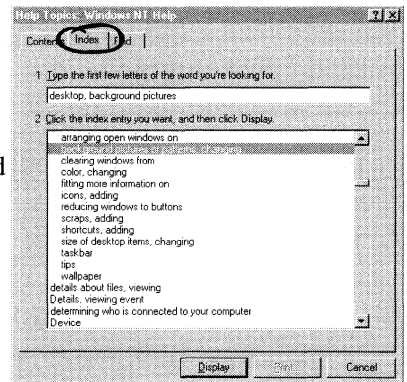 Help Topics: Windows NT Help
Contents Index Find
1 Type the first few letters of the word you're looking for.
desktop, background pictures
2 Click the index entry you want, and then click Display.
arranging open windows on
background pictures or patterns, changing
clearing windows from
color, changing
fitting more information on
icons, adding
reducing windows to buttons
scraps, adding
shortcuts, adding
size of desktop items, changing
taskbar
tips
wallpaper
details about files, viewing
Details, viewing event
determining who is connected to your computer
Device
Display Print... Cancel
d